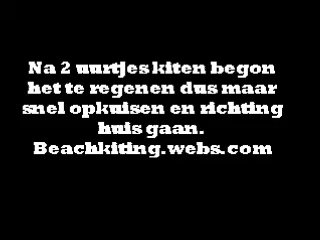 Na 2 uurtjes kiten begon
het te regenen dus maar
snel opkuisen en richting
huis gaan.
Beachkiting.webs.com